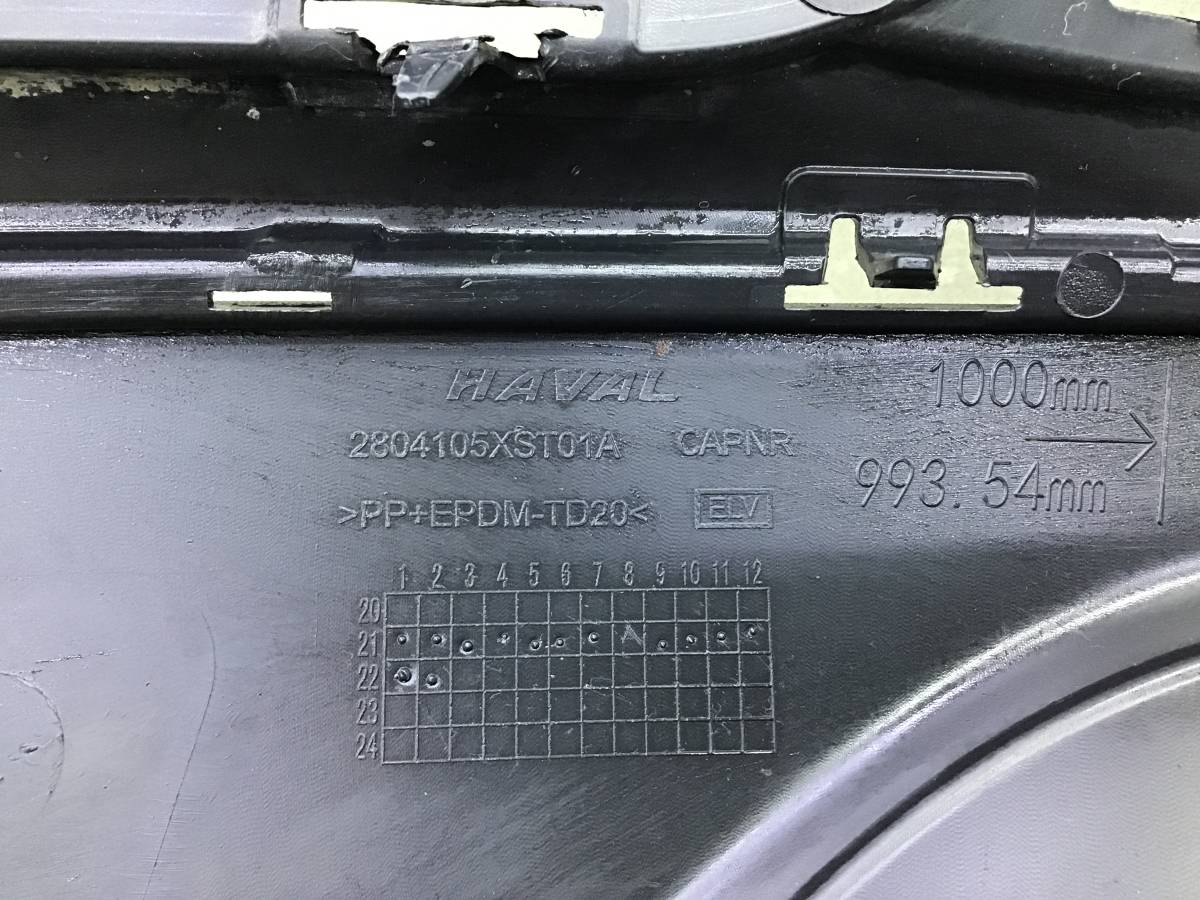 HAVAL
1000mm
2804105XST01A CAPNR
993.54mm
>PP+EPDM-TD20< ELV
1 2 3 4 5 6 7 8 9 10 11 12
20
21
22
23
24